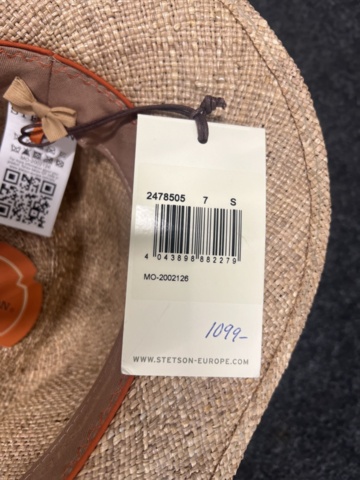 2478505 7 S
4 043898 882279
MO-2002126
1099-
WWW.STETSON-EUROPE.COM